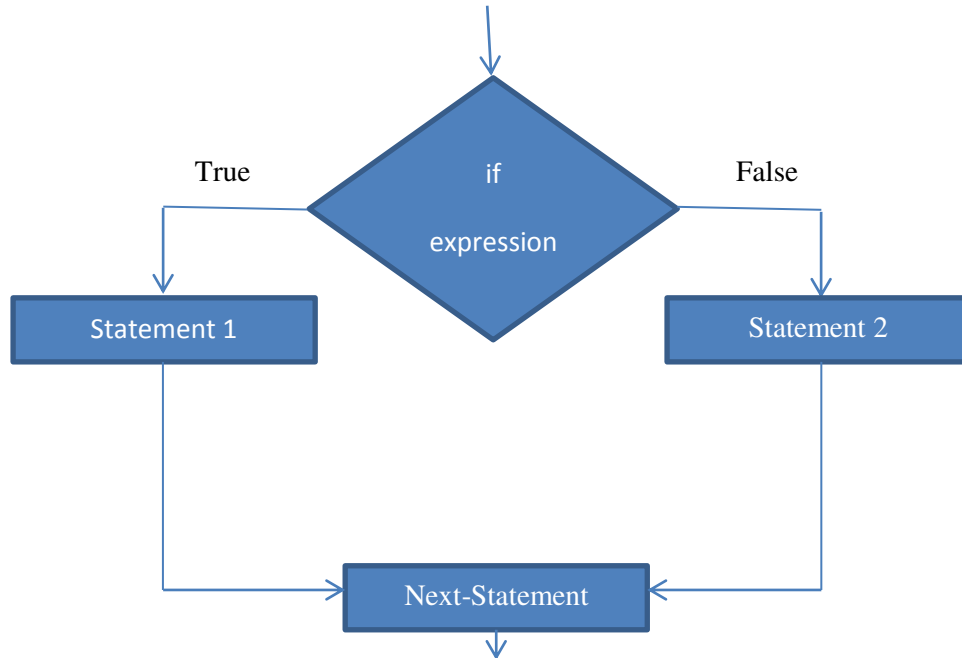 if
True
False
expression
Statement 1
Statement 2
Next-Statement